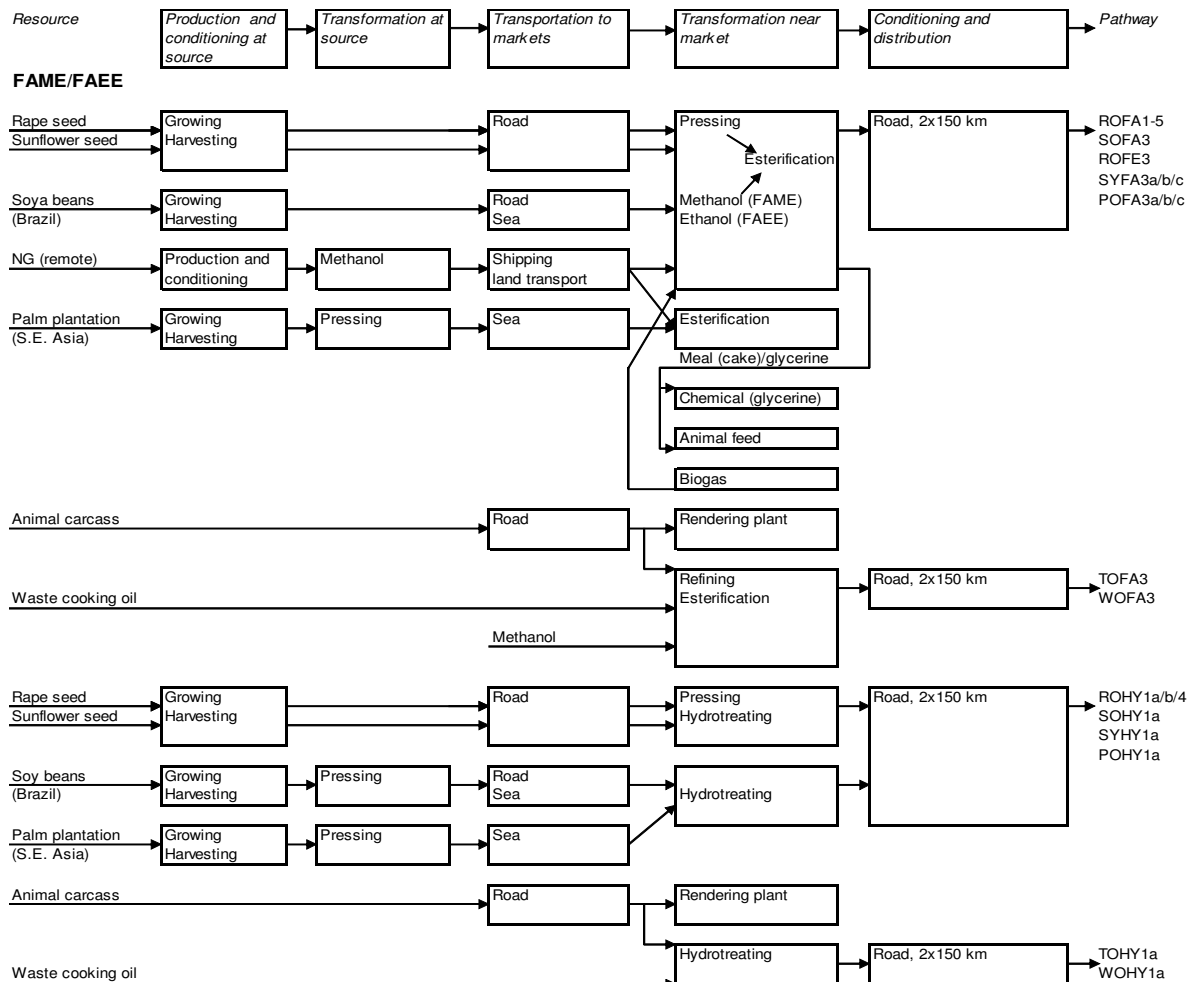 Resource
Production and
conditioning at
source
Transformation at
source
Transportation to
markets
Transformation near
market
Conditioning and
distribution
Pathway
FAME/FAEE
Rape seed
Sunflower seed
Growing
Harvesting
Road
Pressing
Esterification
Methanol (FAME)
Ethanol (FAEE)
Road, 2x150 km
ROFA1-5
SOFA3
ROFE3
SYFA3a/b/c
POFA3a/b/c
Soya beans
(Brazil)
Growing
Harvesting
Road
Sea
NG (remote)
Production and
conditioning
Methanol
Shipping
land transport
Palm plantation
(S.E. Asia)
Growing
Harvesting
Pressing
Sea
Esterification
Meal (cake)/glycerine
Chemical (glycerine)
Animal feed
Biogas
Animal carcass
Road
Rendering plant
Refining
Esterification
Road, 2x150 km
TOFA3
WOFA3
Waste cooking oil
Methanol
Rape seed
Sunflower seed
Growing
Harvesting
Road
Pressing
Hydrotreating
Road, 2x150 km
ROHY1a/b/4
SOHY1a
SYHY1a
POHY1a
Soy beans
(Brazil)
Growing
Harvesting
Pressing
Road
Sea
Hydrotreating
Palm plantation
(S.E. Asia)
Growing
Harvesting
Pressing
Sea
Animal carcass
Road
Rendering plant
Hydrotreating
Road, 2x150 km
TOHY1a
WOHY1a
Waste cooking oil